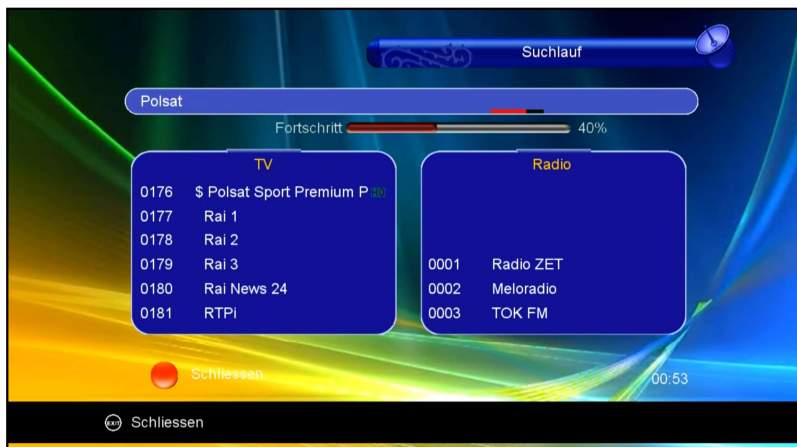 Suchlauf
Polsat
Fortschritt 40%
TV
0176 $ Polsat Sport Premium P HD
0177 Rai 1
0178 Rai 2
0179 Rai 3
0180 Rai News 24
0181 RTPi
Radio
0001 Radio ZET
0002 Meloradio
0003 TOK FM
Schliessen 00:53
EXIT Schliessen